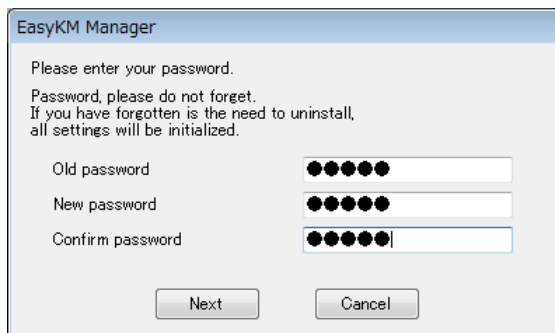 EasyKM Manager
Please enter your password.
Password, please do not forget.
If you have forgotten is the need to uninstall,
all settings will be initialized.
Old password ●●●●●
New password ●●●●●
Confirm password ●●●●●
Next Cancel